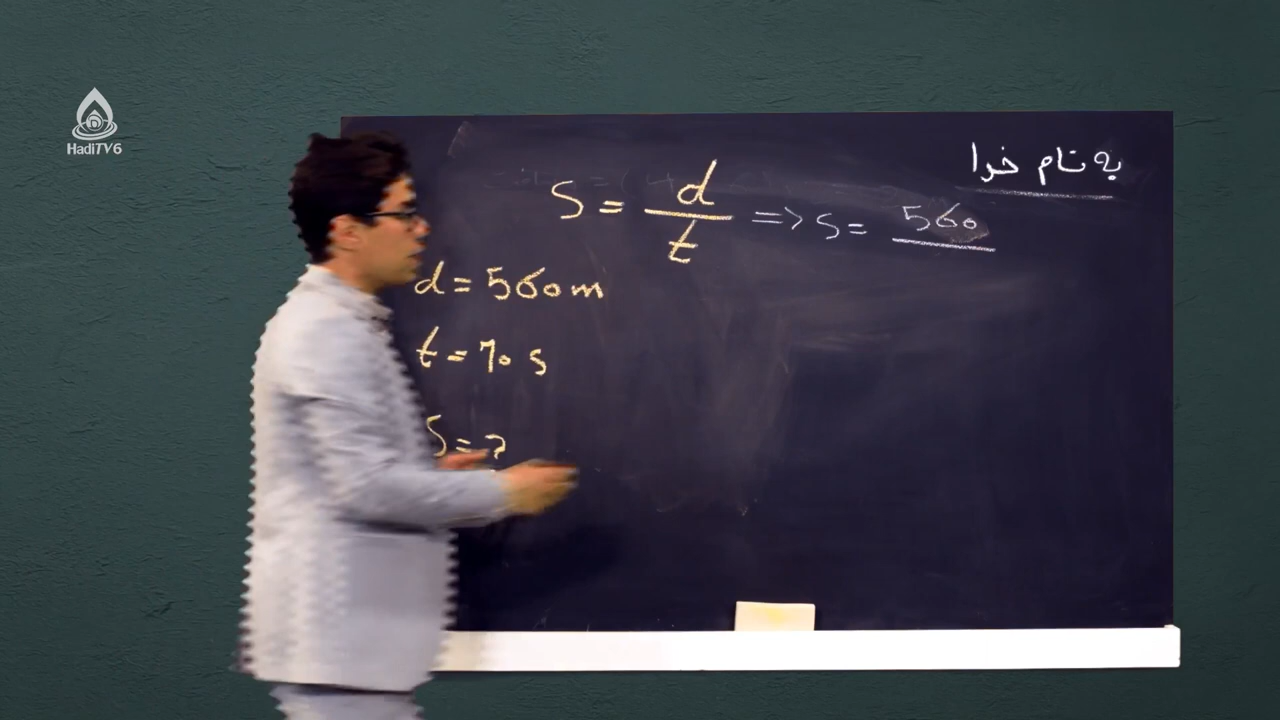 HadiTV6
به نام خدا
S = d/t => S = 560
d = 560 m
t = 70 s
S = ?